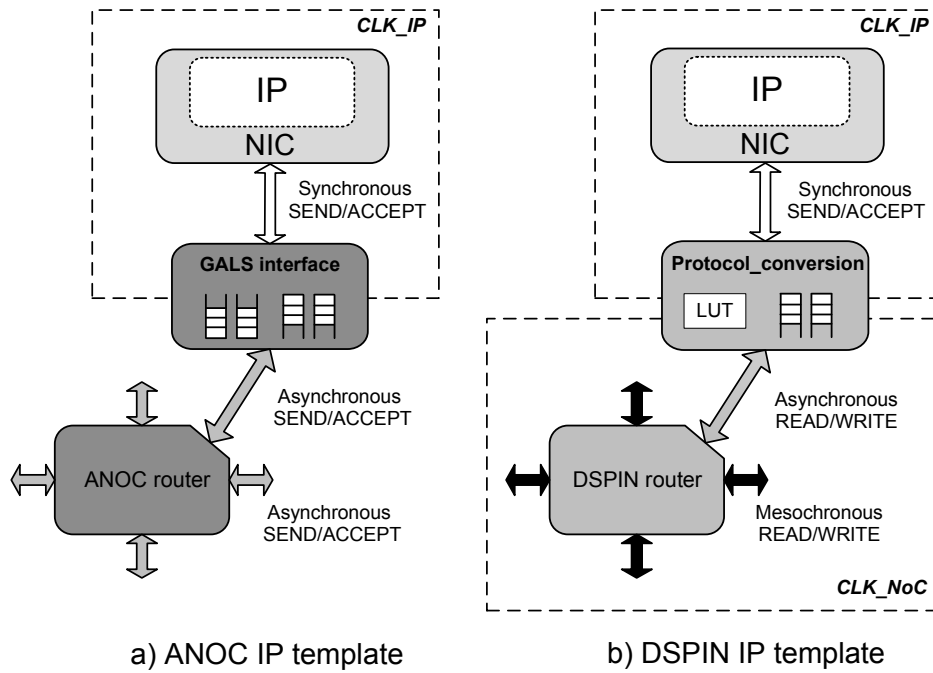 CLK_IP
IP
NIC
Synchronous
SEND/ACCEPT
GALS interface
Asynchronous
SEND/ACCEPT
ANOC router
Asynchronous
SEND/ACCEPT
a) ANOC IP template
CLK_IP
IP
NIC
Synchronous
SEND/ACCEPT
Protocol_conversion
LUT
Asynchronous
READ/WRITE
DSPIN router
Mesochronous
READ/WRITE
CLK_NoC
b) DSPIN IP template